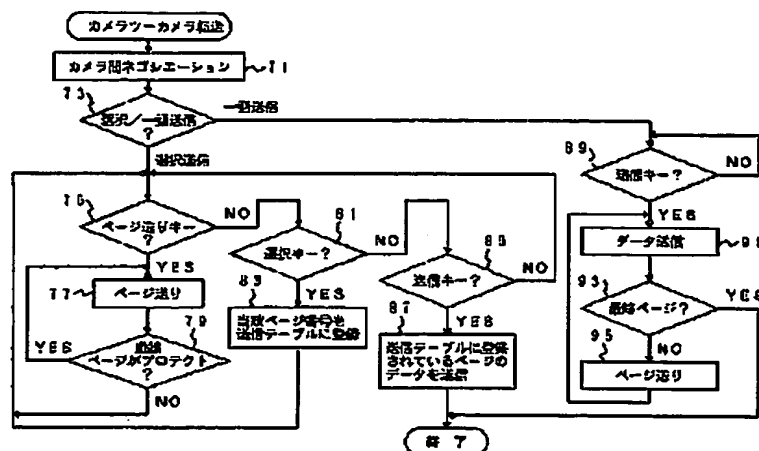 カメラツーカメラ転送
カメラ間ネゴシエーション
71
73
選択/一括送信
?
一括送信
選択送信
75
ページ送りキー
?
NO
YES
77
ページ送り
79
ページがプロテクト
?
YES
NO
81
選択キー?
NO
YES
83
当該ページ番号を
送信テーブルに登録
85
送信キー?
NO
YES
87
送信テーブルに登録
されているページの
データを送信
89
送信キー?
NO
YES
データ送信
93
最終ページ?
YES
NO
95
ページ送り
終了